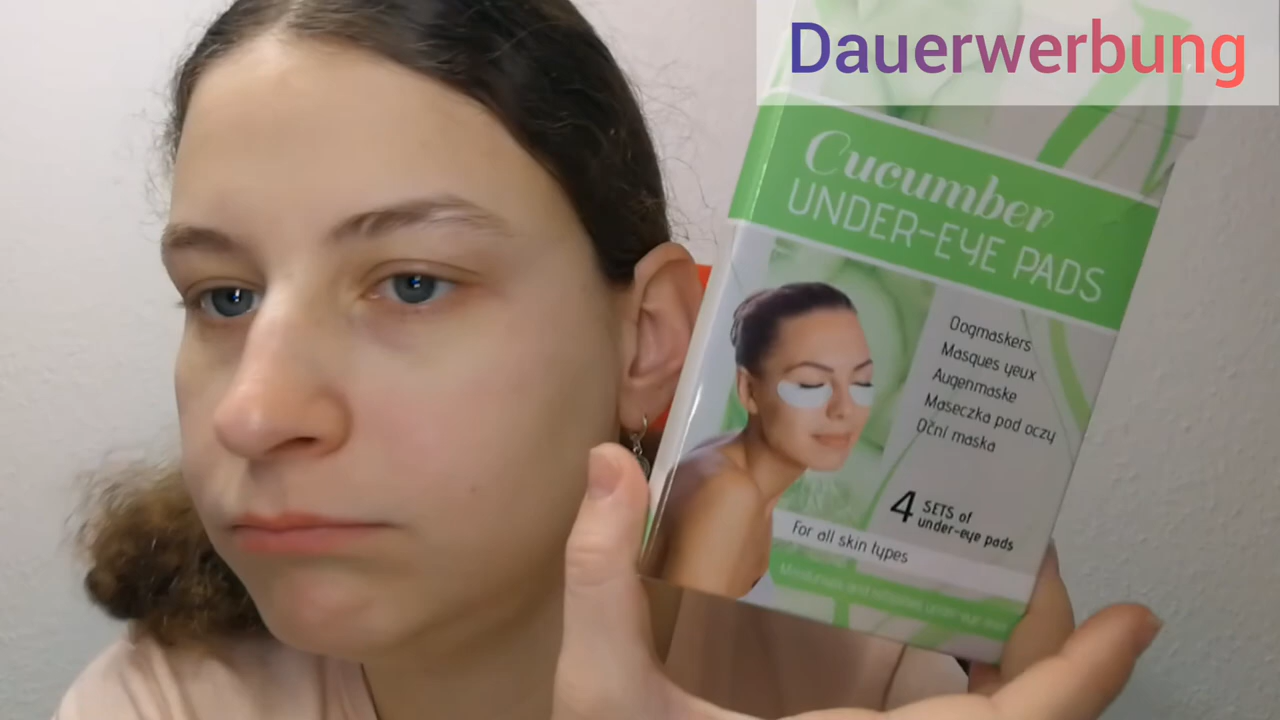 Dauerwerbung
Cucumber
UNDER-EYE PADS
Oogmaskers
Masques yeux
Augenmaske
Maseczka pod oczy
Oční maska
4 SETS of
under-eye pads
For all skin types